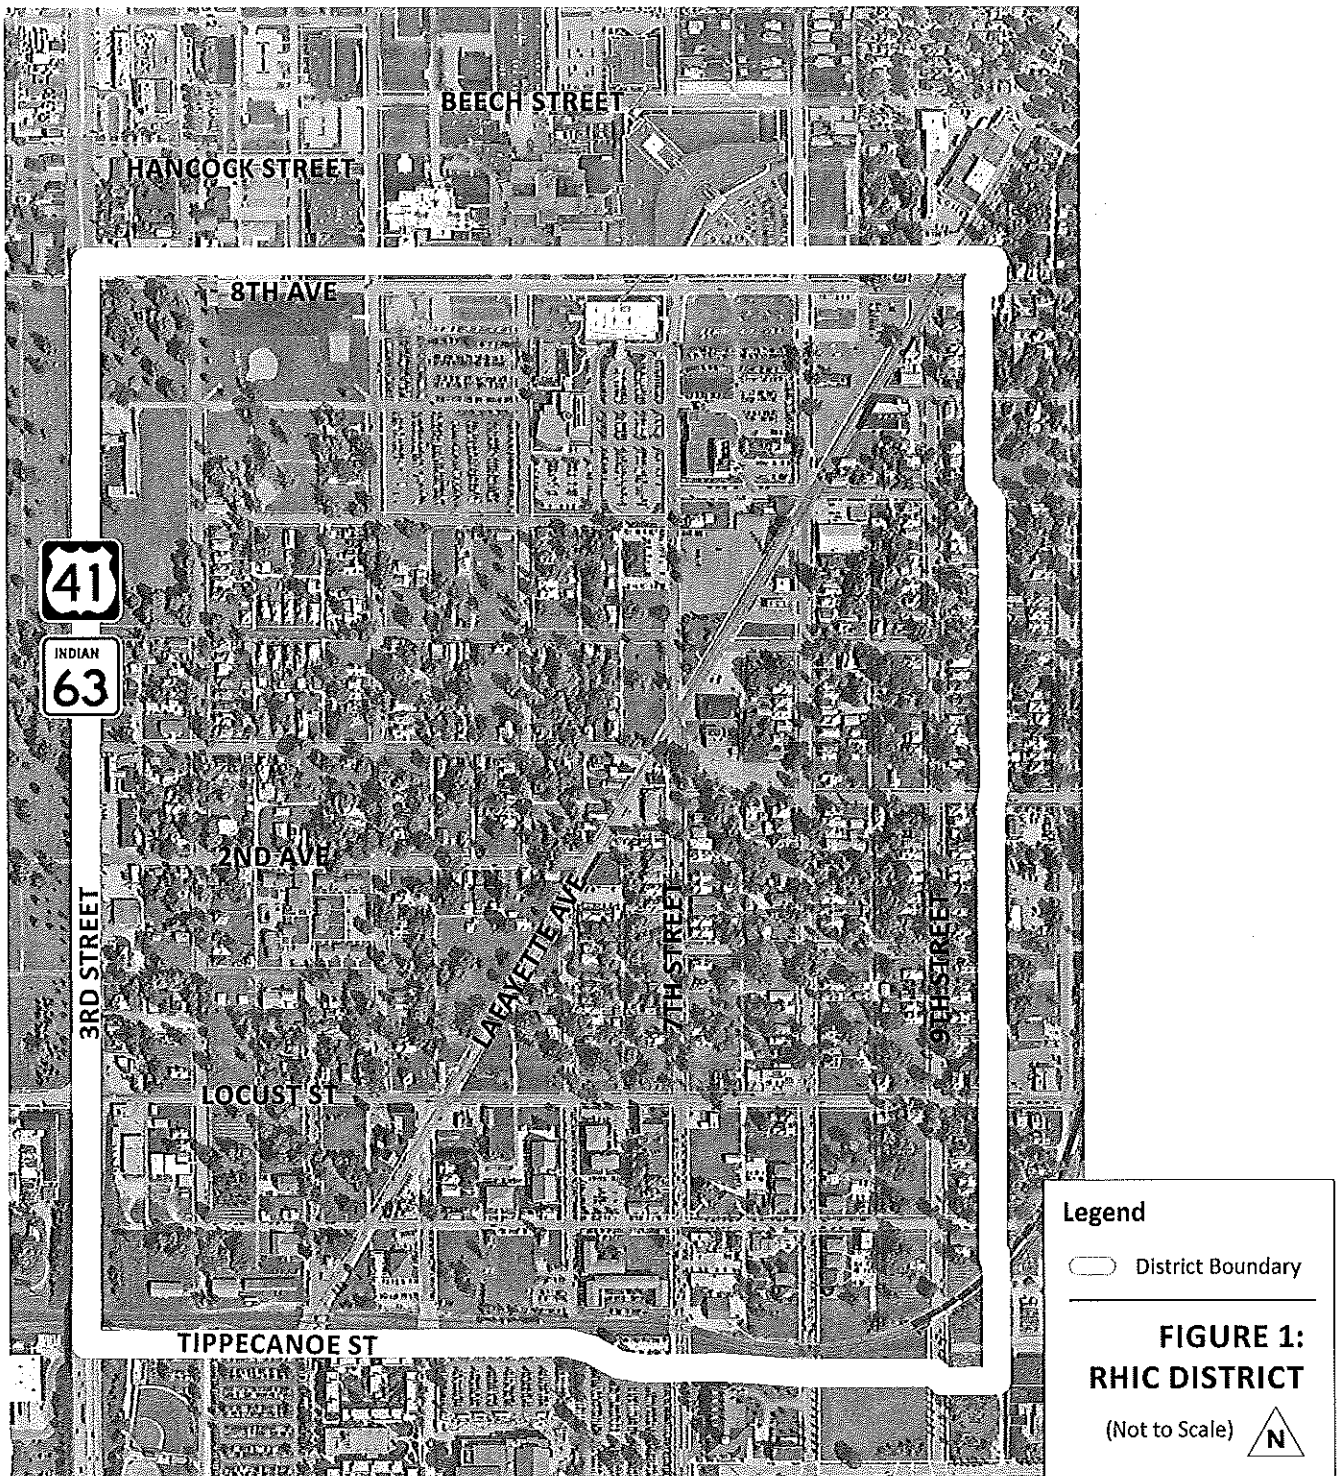 BEECH STREET
HANCOCK STREET
8TH AVE
41
INDIAN
63
2ND AVE
3RD STREET
LAFAYETTE AVE
7TH STREET
9TH STREET
LOCUST ST
TIPPECANOE ST
Legend
District Boundary
FIGURE 1:
RHIC DISTRICT
(Not to Scale)
N